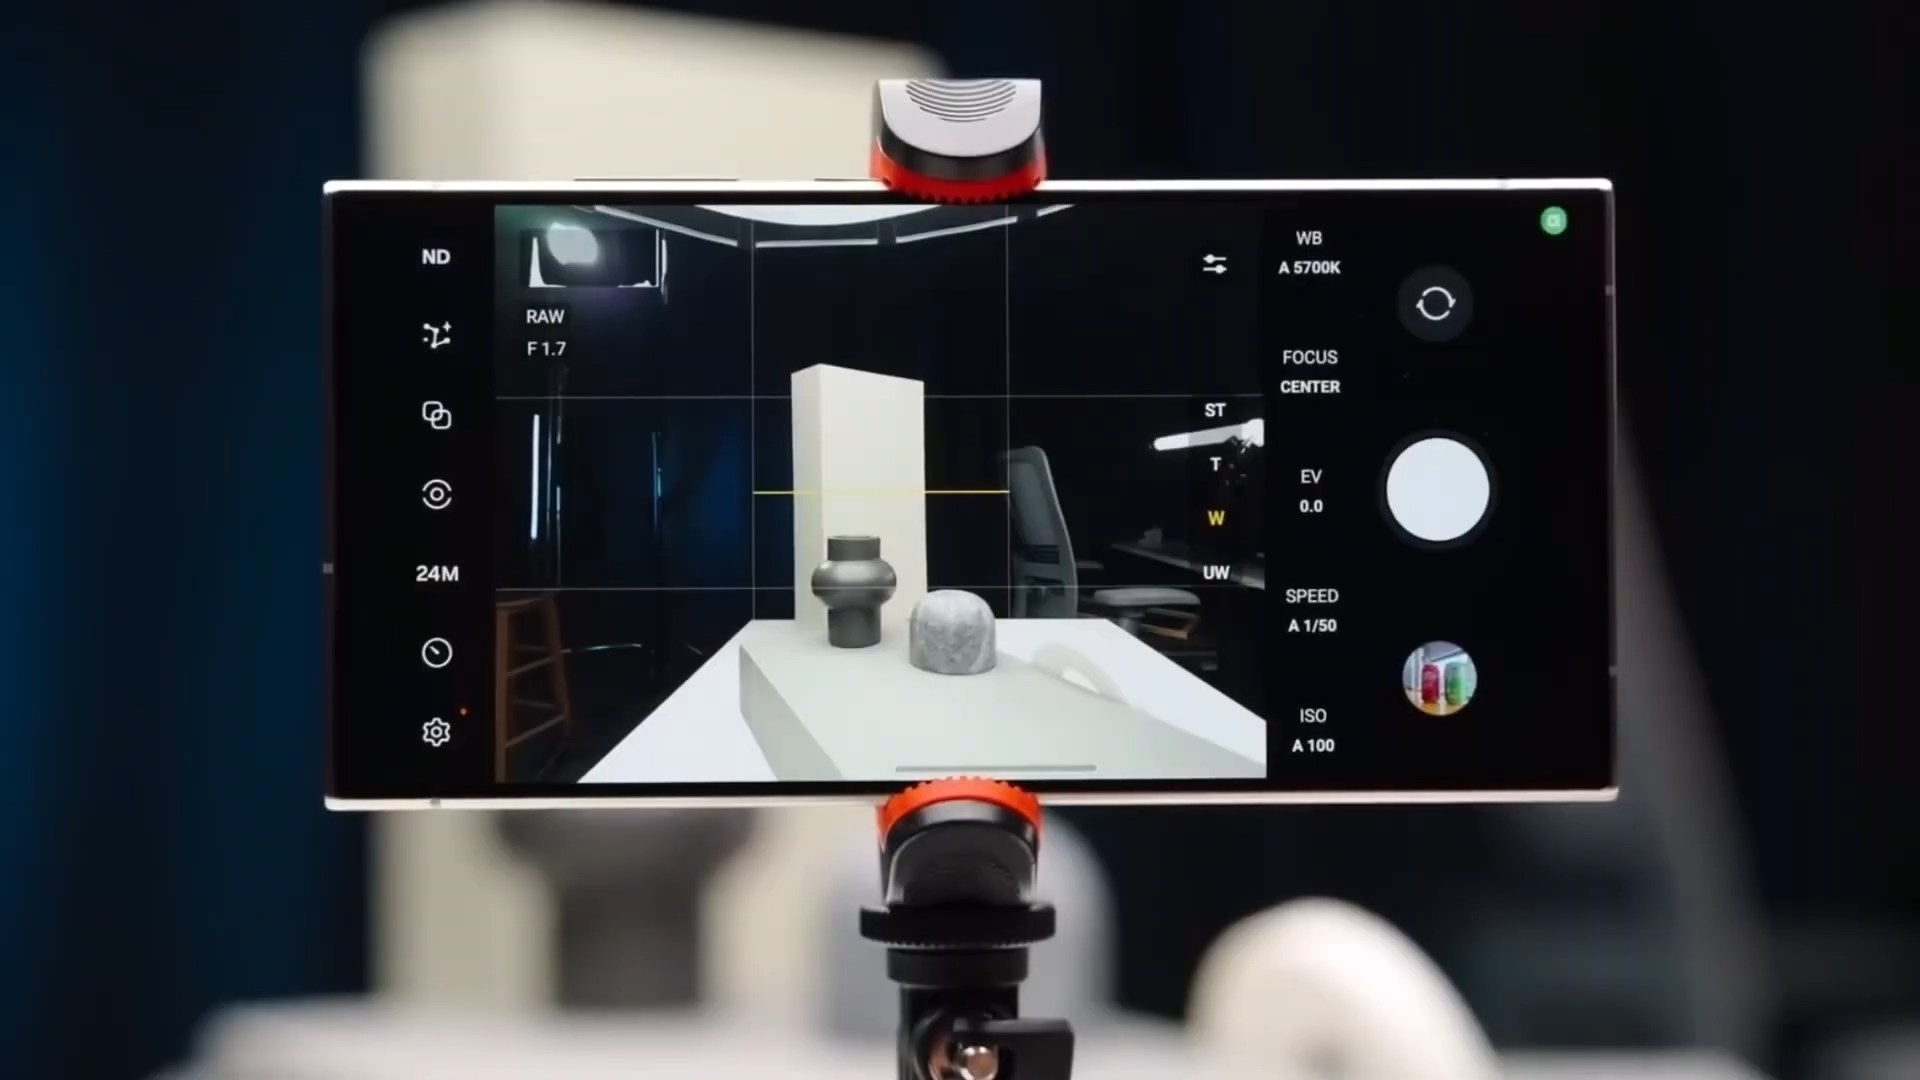 ND
24M
RAW
F 1.7
ST
T
W
UW
WB
A 5700K
FOCUS
CENTER
EV
0.0
SPEED
A 1/50
ISO
A 100